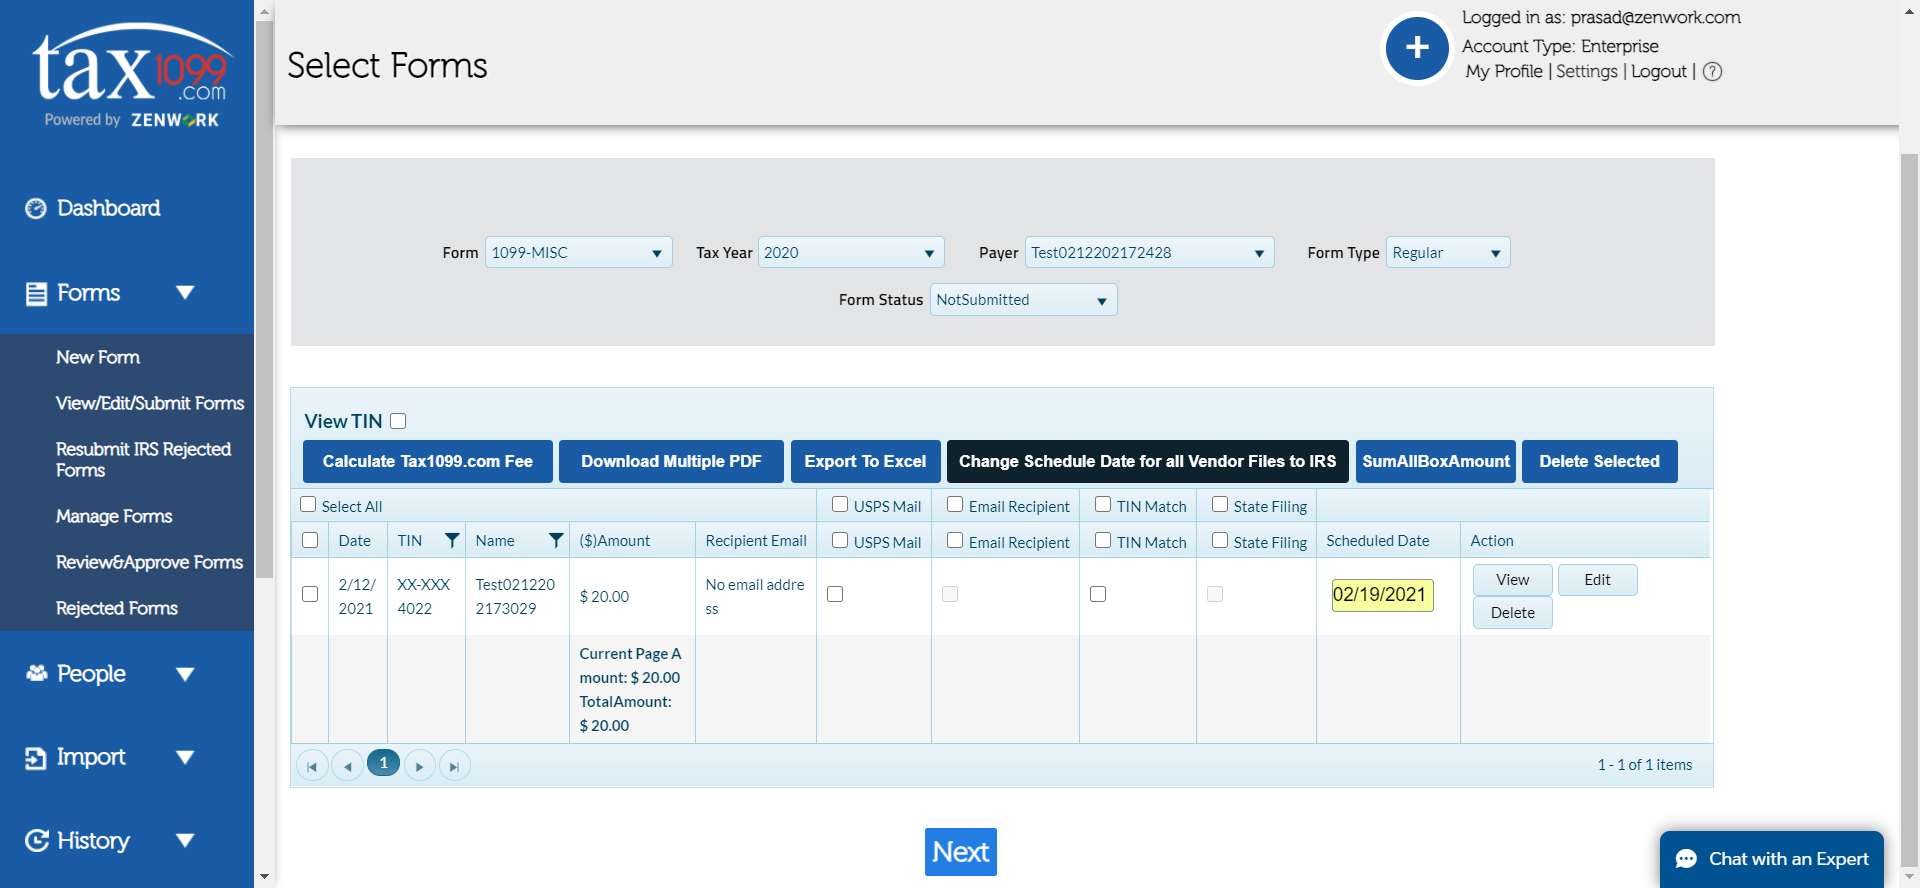 tax1099
.com
Powered by ZENWORK
Dashboard
Forms
New Form
View/Edit/Submit Forms
Resubmit IRS Rejected
Forms
Manage Forms
Review&Approve Forms
Rejected Forms
People
Import
History
Select Forms
+
Logged in as: prasad@zenwork.com
Account Type: Enterprise
My Profile | Settings | Logout | ?
Form 1099-MISC Tax Year 2020 Payer Test0212202172428 Form Type Regular
Form Status NotSubmitted
View TIN
Calculate Tax1099.com Fee Download Multiple PDF Export To Excel Change Schedule Date for all Vendor Files to IRS SumAllBoxAmount Delete Selected
Select All USPS Mail Email Recipient TIN Match State Filing
Date TIN Name ($)Amount Recipient Email USPS Mail Email Recipient TIN Match State Filing Scheduled Date Action
2/12/
2021
XX-XXX
4022
Test021220
2173029
$ 20.00
No email addre
ss
02/19/2021
View Edit
Delete
Current Page A
mount: $ 20.00
TotalAmount:
$ 20.00
1
1 - 1 of 1 items
Next
Chat with an Expert